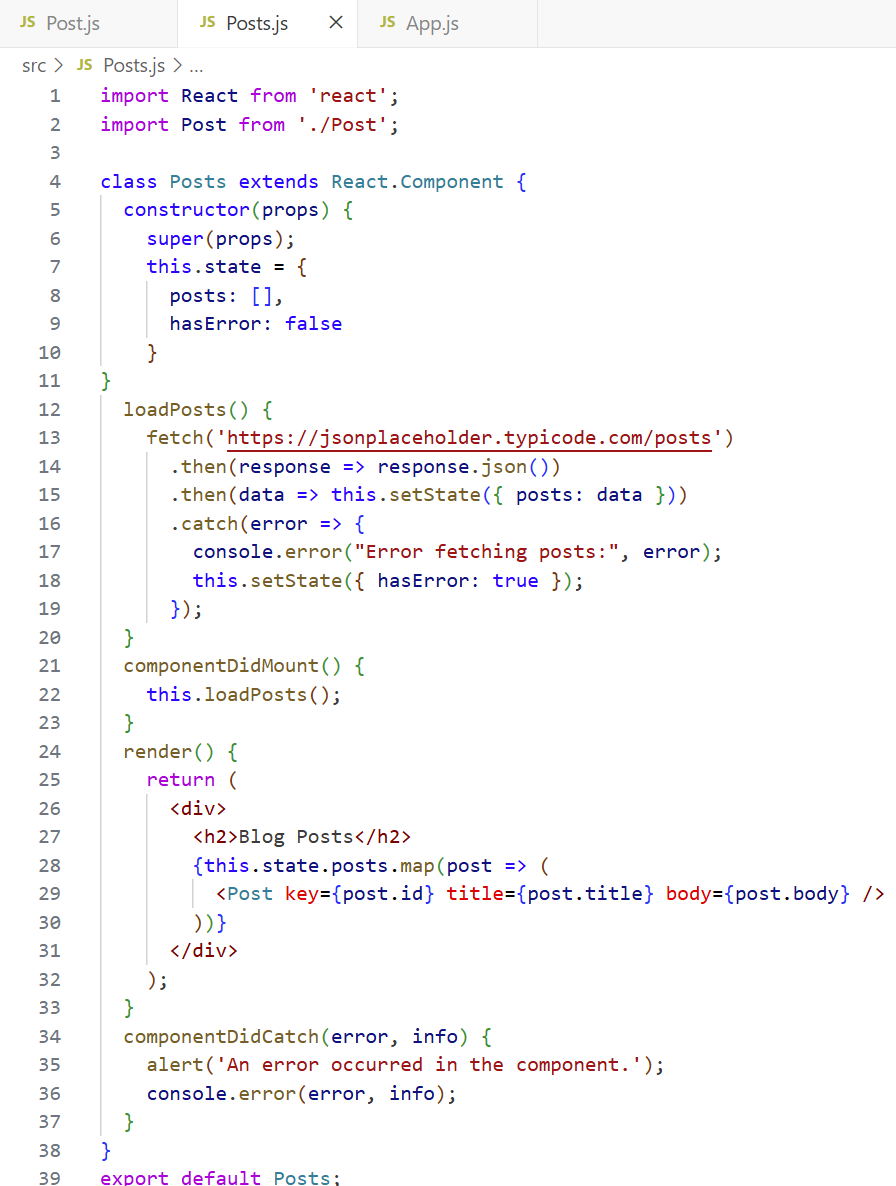 JS Post.js JS Posts.js × JS App.js
src > JS Posts.js > ...
1 import React from 'react';
2 import Post from './Post';
3
4 class Posts extends React.Component {
5   constructor(props) {
6     super(props);
7     this.state = {
8       posts: [],
9       hasError: false
10     }
11 }
12   loadPosts() {
13     fetch('https://jsonplaceholder.typicode.com/posts')
14       .then(response => response.json())
15       .then(data => this.setState({ posts: data }))
16       .catch(error => {
17         console.error("Error fetching posts:", error);
18         this.setState({ hasError: true });
19       });
20   }
21   componentDidMount() {
22     this.loadPosts();
23   }
24   render() {
25     return (
26       <div>
27         <h2>Blog Posts</h2>
28         {this.state.posts.map(post => (
29           <Post key={post.id} title={post.title} body={post.body} />
30         ))}
31       </div>
32     );
33   }
34   componentDidCatch(error, info) {
35     alert('An error occurred in the component.');
36     console.error(error, info);
37   }
38 }
39 export default Posts;